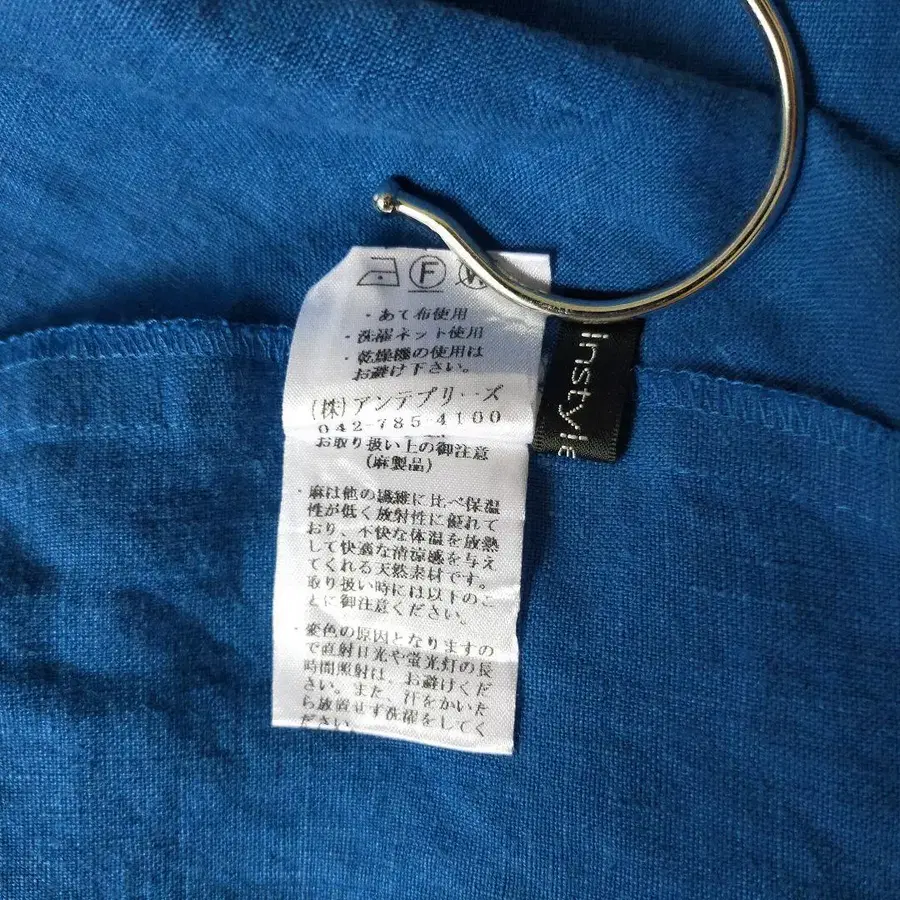 F
W
・あて布使用
・洗濯ネット使用
・乾燥機の使用は
お避け下さい。
(株)アンテプリ・・ズ
042-785-4100
お取り扱い上の御注意
(麻製品)
・麻は他の繊維に比べ保温
性が低く放射性に優れて
おり、不快な体温を放熱
して快適な清涼感を与え
てくれる天然素材です。
取り扱い時には以下のこ
とに御注意ください。
・変色の原因となりますの
で直射日光や蛍光灯の長
時間照射は、お避けくだ
さい。また、汗をかいた
ら放置せず洗濯をしてく
ださい。
Instyle